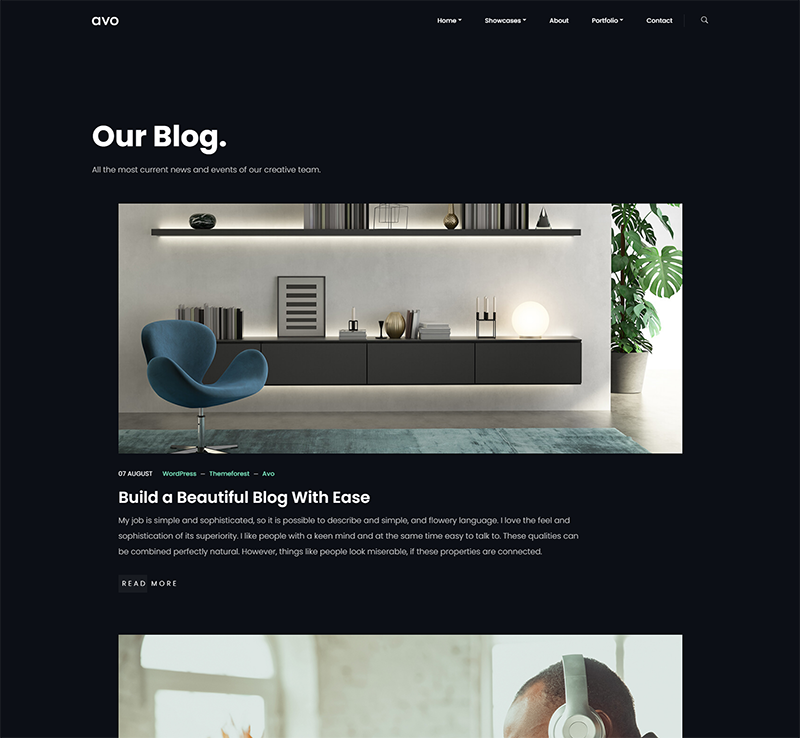 avo
Home Showcases About Portfolio Contact
Our Blog.
All the most current news and events of our creative team.
07 AUGUST WordPress – Themeforest – Avo
Build a Beautiful Blog With Ease
My job is simple and sophisticated, so it is possible to describe and simple, and flowery language. I love the feel and
sophistication of its superiority. I like people with a keen mind and at the same time easy to talk to. These qualities can
be combined perfectly natural. However, things like people look miserable, if these properties are connected.
READ MORE